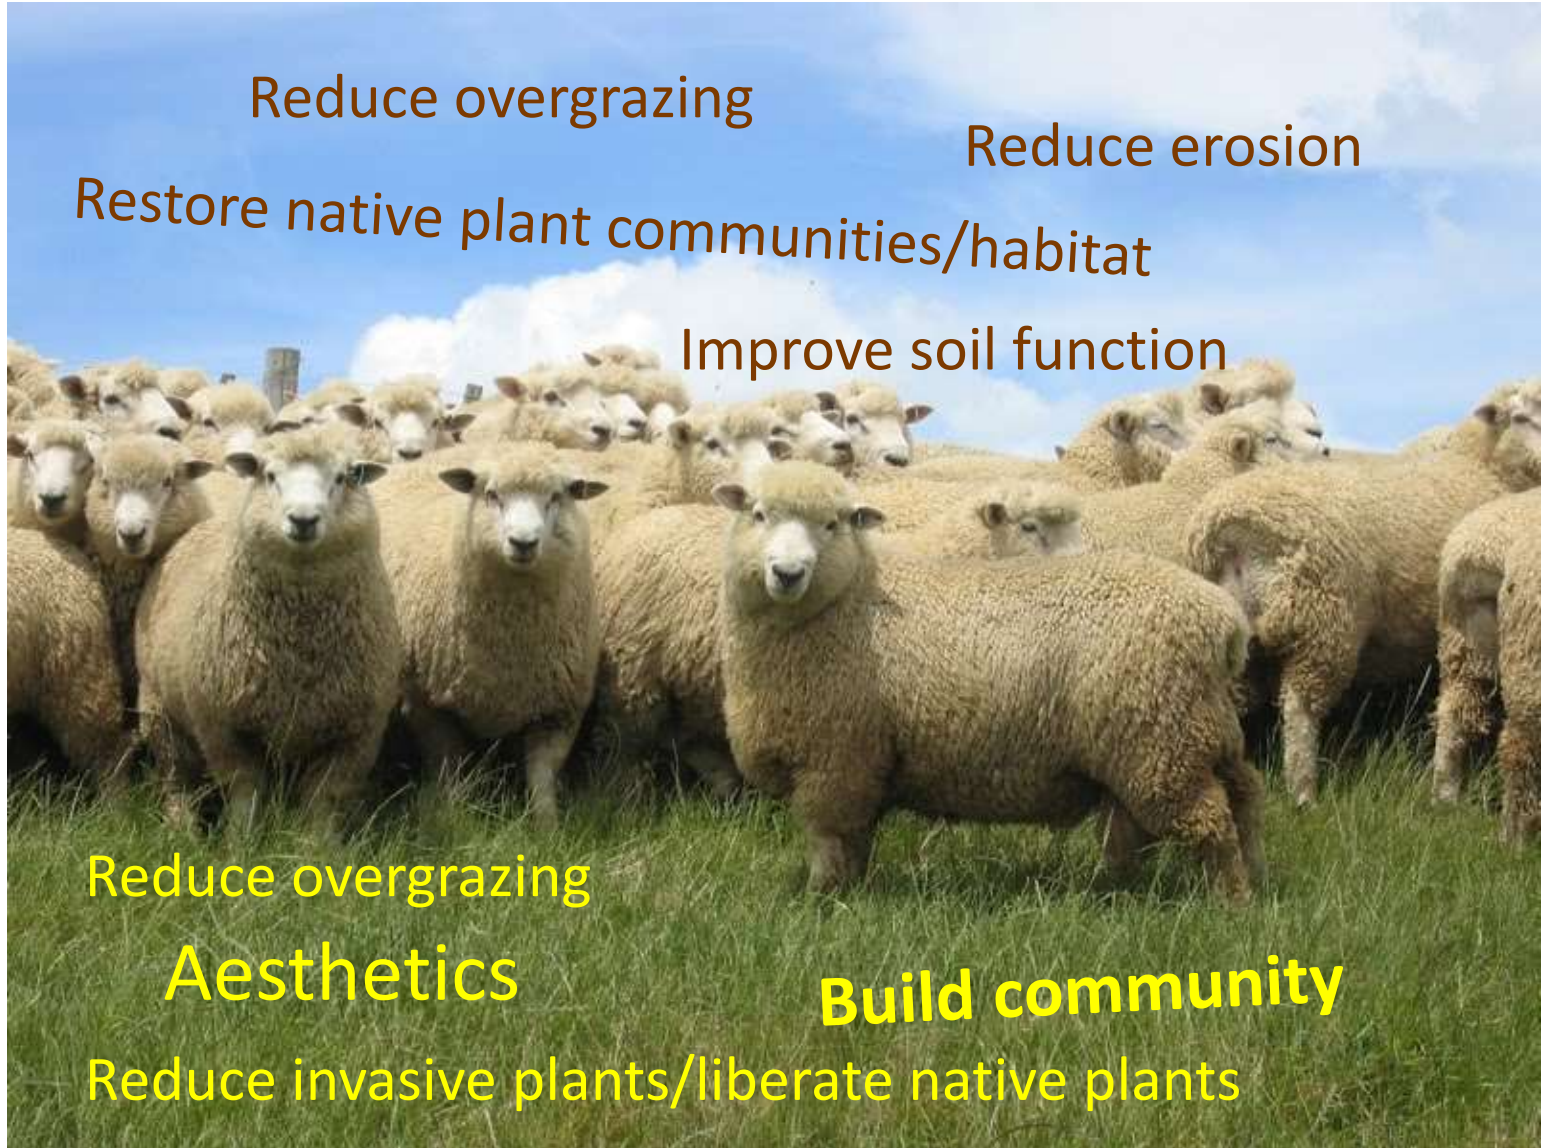 Reduce overgrazing
Reduce erosion
Restore native plant communities/habitat
Improve soil function
Reduce overgrazing
Aesthetics
Build community
Reduce invasive plants/liberate native plants